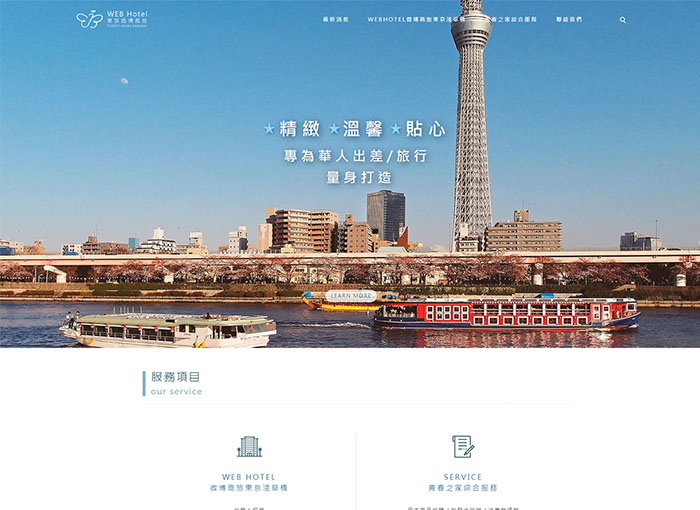 WEB Hotel
東京微博商旅
最新消息
WEBHOTEL微博商旅東京淺草橋
青春之家綜合服務
聯絡我們
★精緻 ★溫馨 ★貼心
專為華人出差/旅行
量身打造
LEARN MORE
服務項目
our service
WEB HOTEL
微博商旅東京淺草橋
SERVICE
青春之家綜合服務